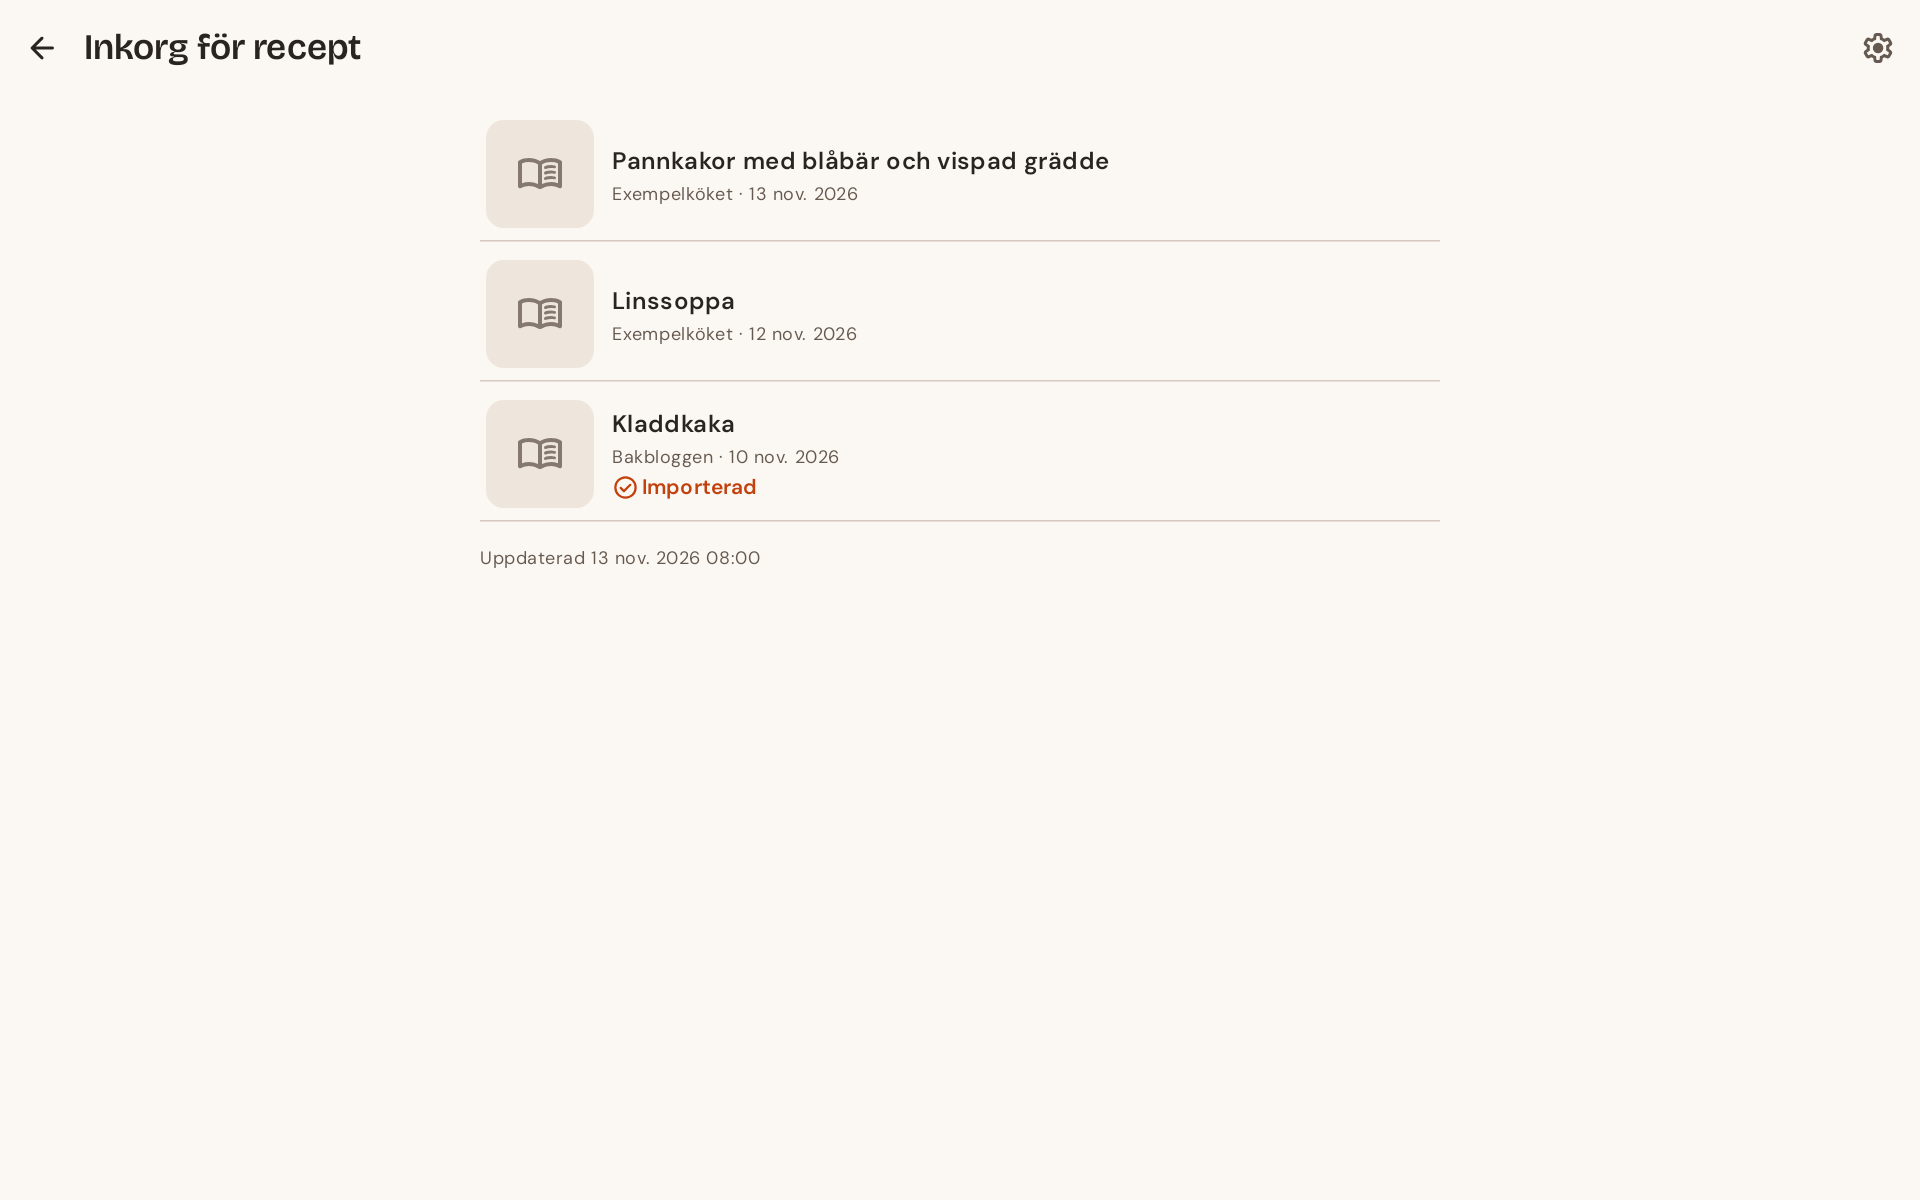 Inkorg för recept
Pannkakor med blåbär och vispad grädde
Exempelköket · 13 nov. 2026
Linssoppa
Exempelköket · 12 nov. 2026
Kladdkaka
Bakbloggen · 10 nov. 2026
Importerad
Uppdaterad 13 nov. 2026 08:00